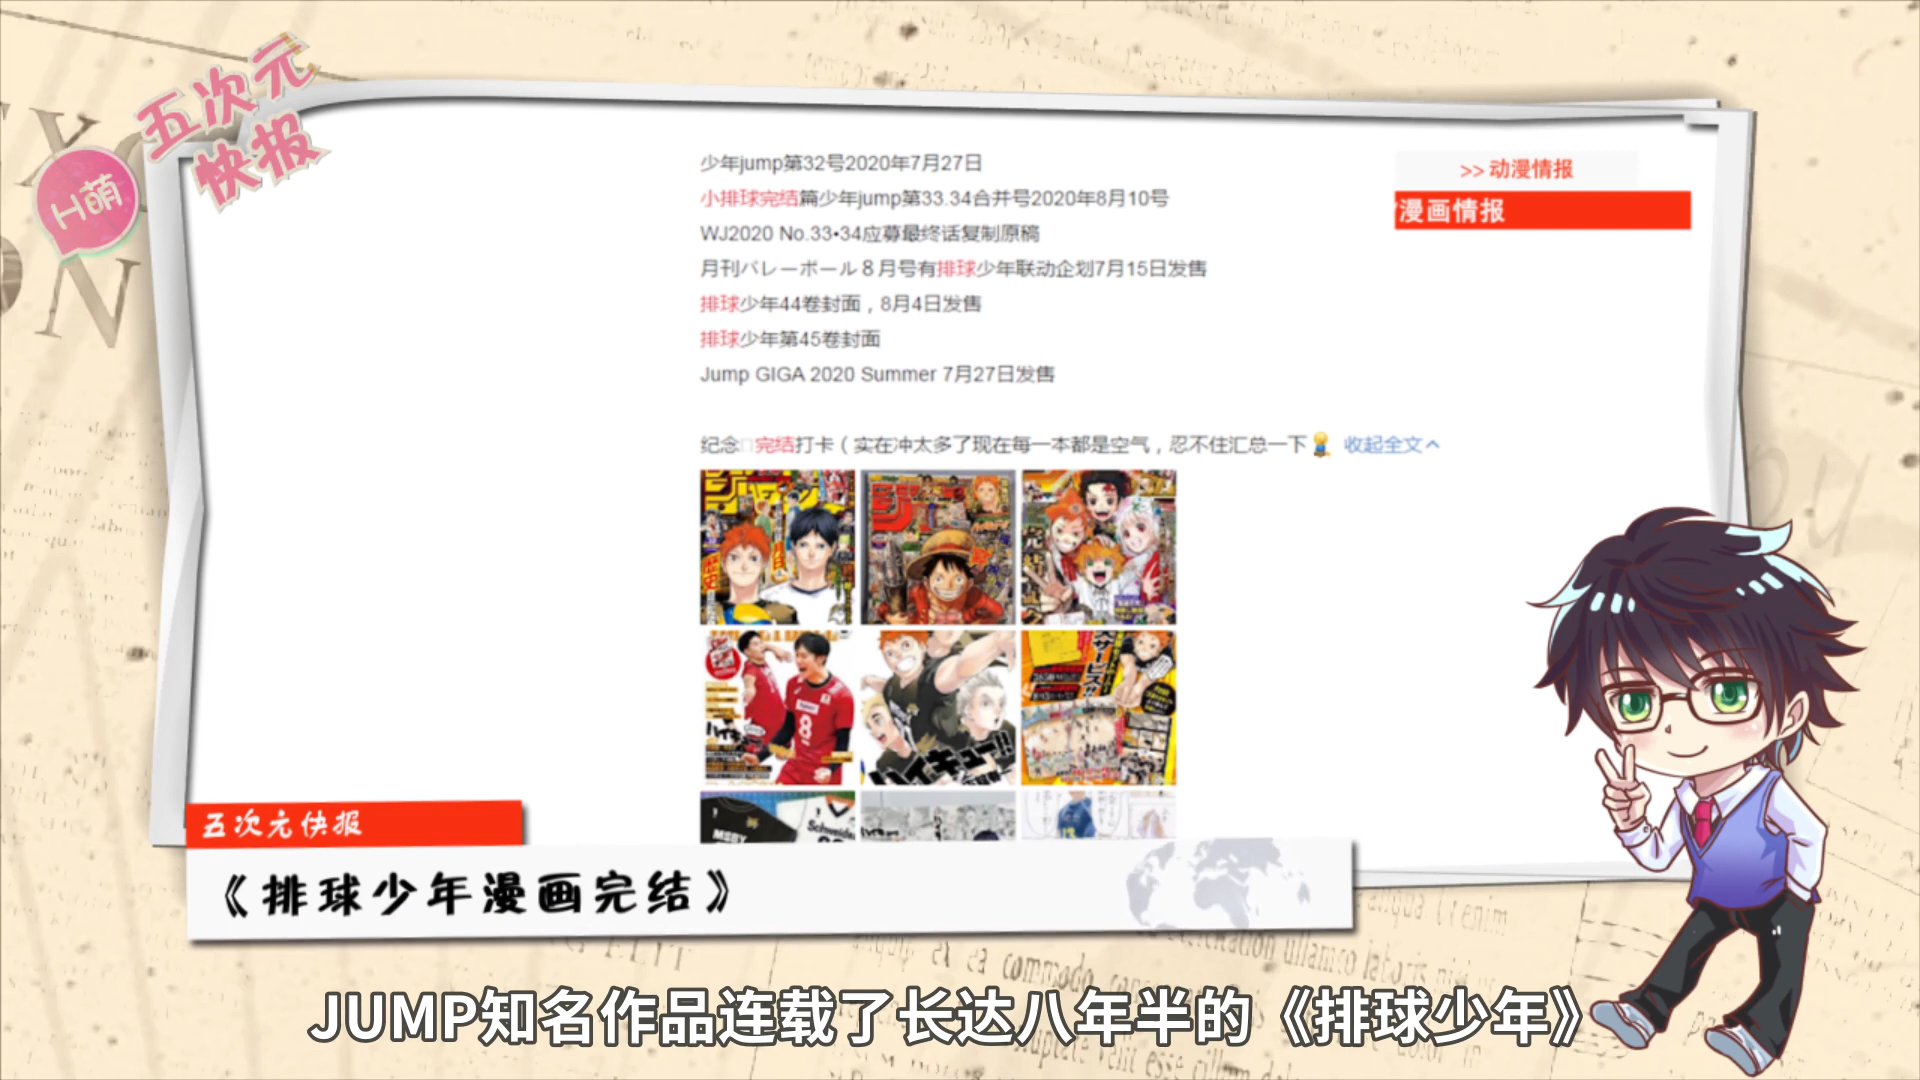 五次元
快报
H萌
少年jump第32号2020年7月27日
小排球完结篇少年jump第33.34合并号2020年8月10号
WJ2020 No.33•34应募最终话复制原稿
月刊バレーボール８月号有排球少年联动企划7月15日发售
排球少年44卷封面，8月4日发售
排球少年第45卷封面
Jump GIGA 2020 Summer 7月27日发售
纪念 完结打卡（实在冲太多了现在每一本都是空气，忍不住汇总一下 收起全文
>> 动漫情报
漫画情报
ハイキュー!!
五次元快报
《排球少年漫画完结》
JUMP知名作品连载了长达八年半的《排球少年》